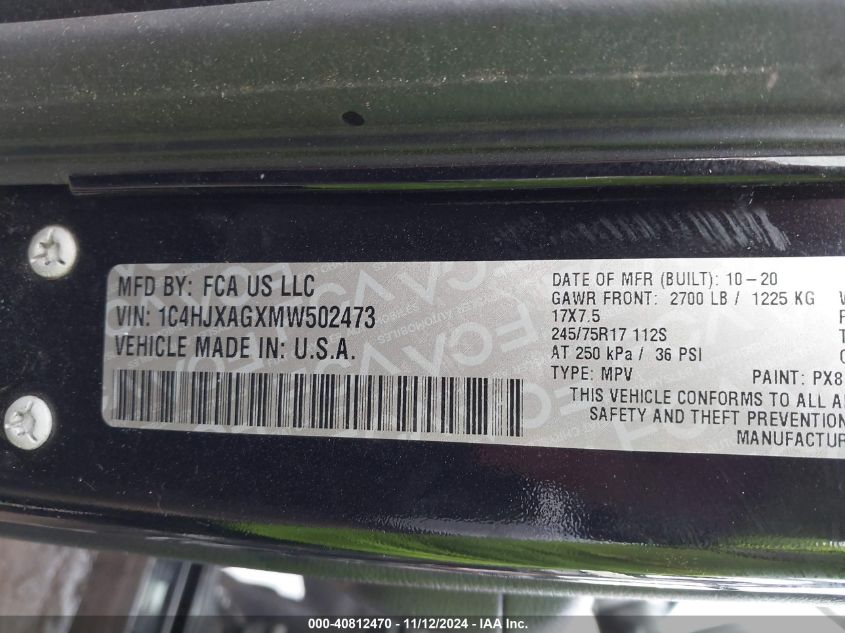 MFD BY: FCA US LLC
VIN: 1C4HJXAGXMW502473
VEHICLE MADE IN: U.S.A.
DATE OF MFR (BUILT): 10-20
GAWR FRONT: 2700 LB / 1225 KG
17X7.5
245/75R17 112S
AT 250 kPa / 36 PSI
TYPE: MPV
PAINT: PX8
THIS VEHICLE CONFORMS TO ALL
SAFETY AND THEFT PREVENTION
MANUFACTUR
000-40812470 - 11/12/2024 - IAA Inc.